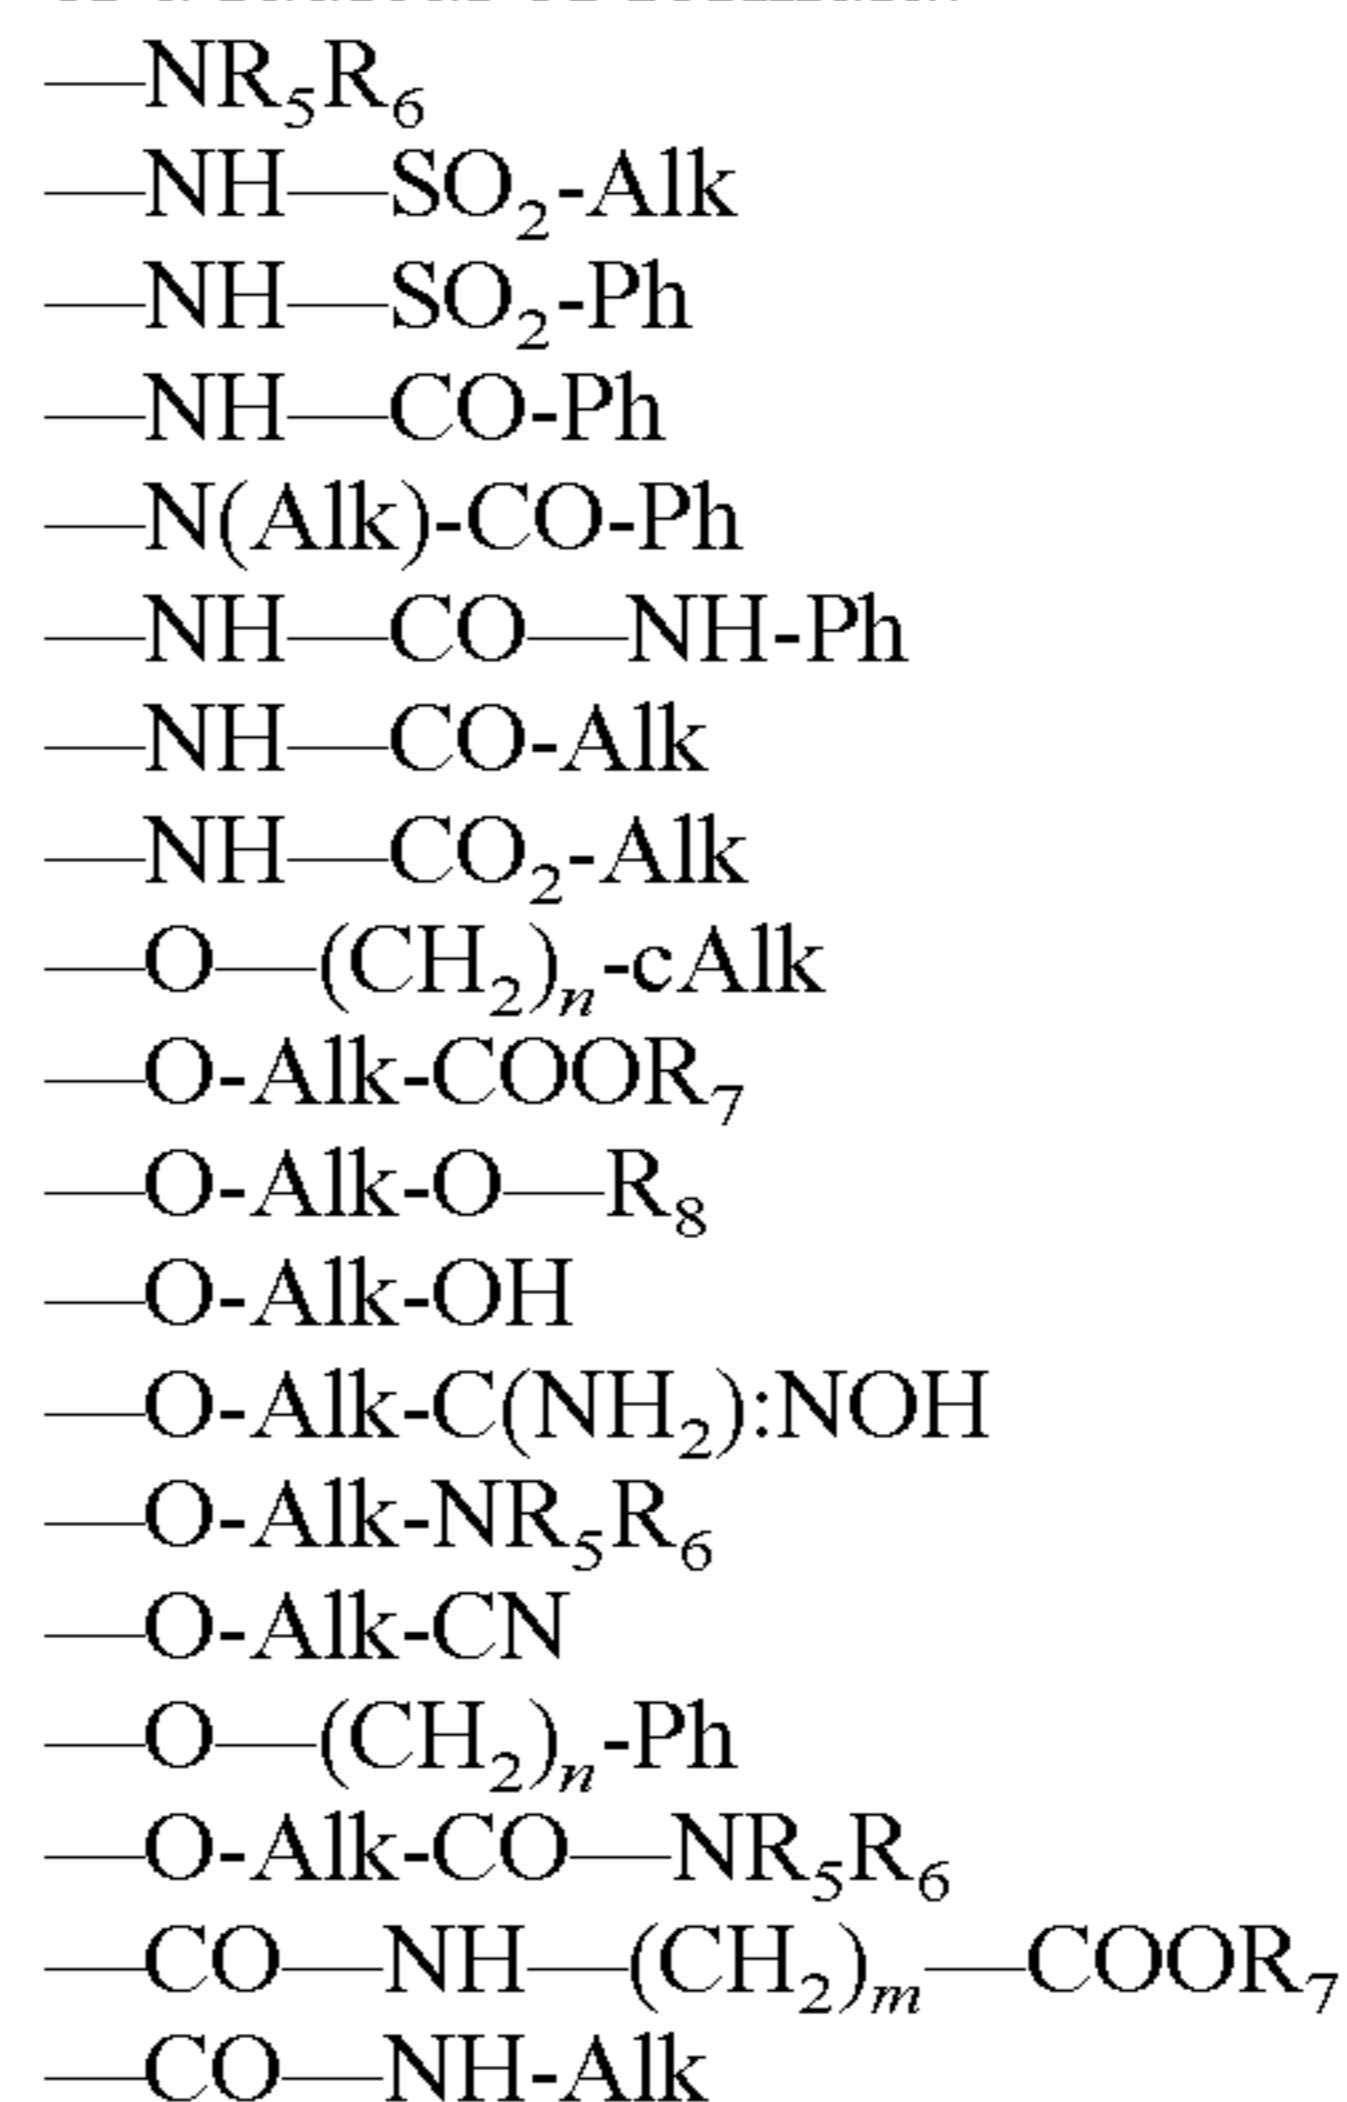 —NR₅R₆
—NH—SO₂-Alk
—NH—SO₂-Ph
—NH—CO-Ph
—N(Alk)-CO-Ph
—NH—CO—NH-Ph
—NH—CO-Alk
—NH—CO₂-Alk
—O—(CH₂)ₙ-cAlk
—O-Alk-COOR₇
—O-Alk-O—R₈
—O-Alk-OH
—O-Alk-C(NH₂):NOH
—O-Alk-NR₅R₆
—O-Alk-CN
—O—(CH₂)ₙ-Ph
—O-Alk-CO—NR₅R₆
—CO—NH—(CH₂)ₘ—COOR₇
—CO—NH-Alk